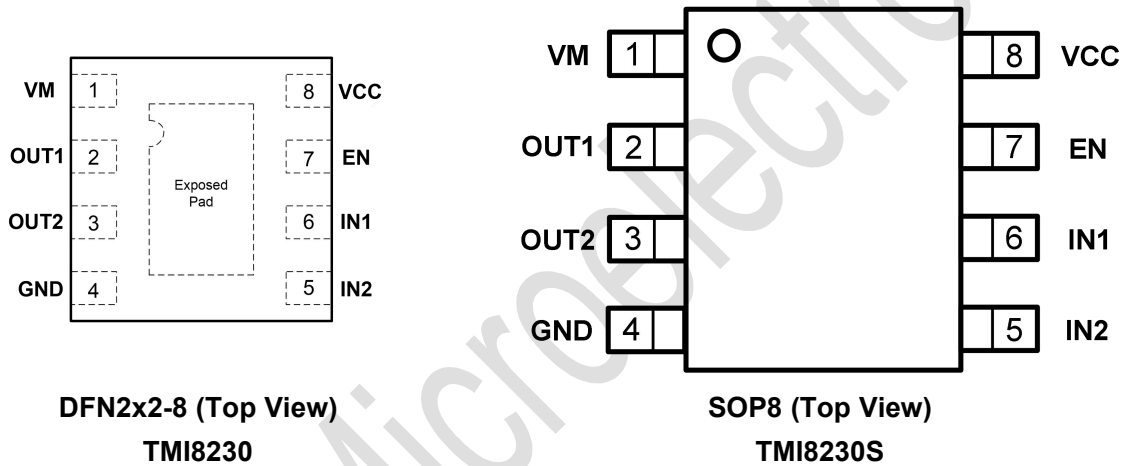 VM 1 8 VCC
OUT1 2 7 EN
OUT2 3 6 IN1
GND 4 5 IN2
Exposed
Pad
DFN2x2-8 (Top View)
TMI8230
VM 1 8 VCC
OUT1 2 7 EN
OUT2 3 6 IN1
GND 4 5 IN2
SOP8 (Top View)
TMI8230S
Microelectro